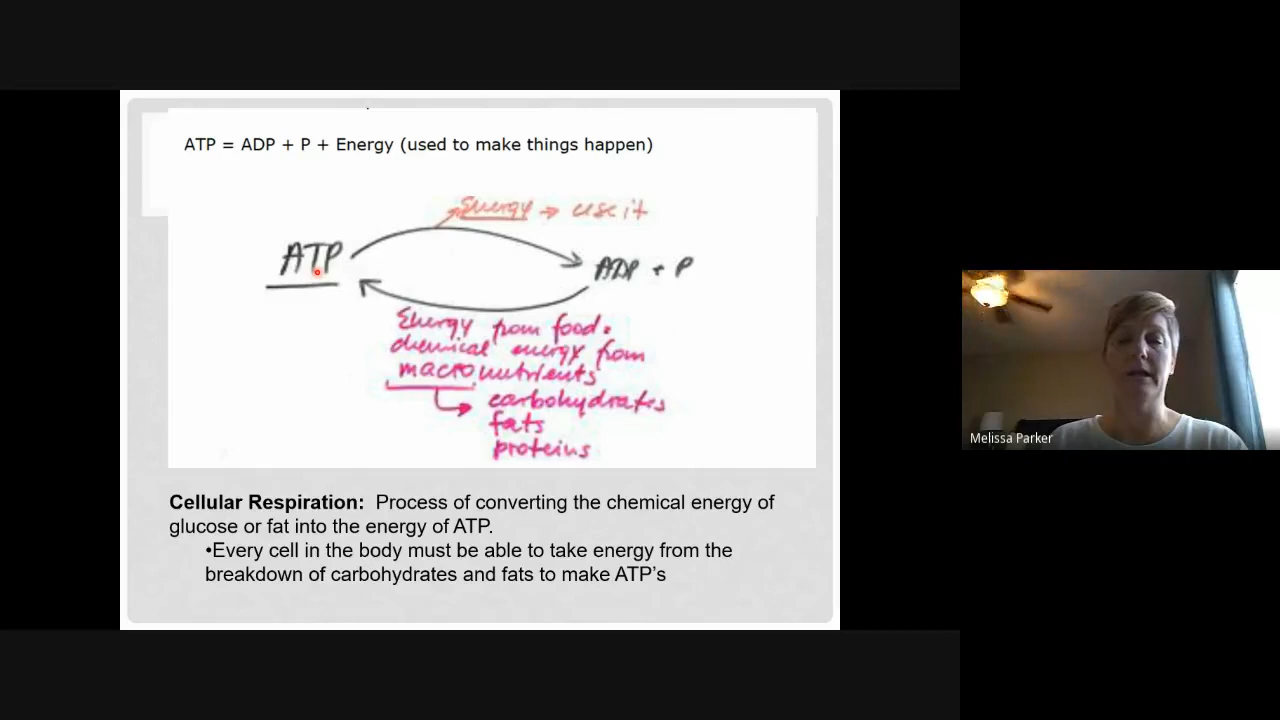 ATP = ADP + P + Energy (used to make things happen)
Energy → use it
ATP
ADP + P
Energy from food.
chemical energy from
macronutrients
carbohydrates
fats
proteins
Cellular Respiration: Process of converting the chemical energy of
glucose or fat into the energy of ATP.
•Every cell in the body must be able to take energy from the
breakdown of carbohydrates and fats to make ATP's
Melissa Parker